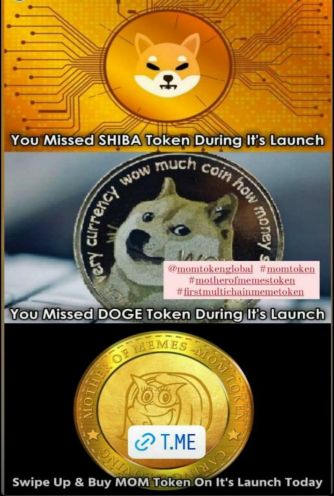 You Missed SHIBA Token During It's Launch
very currency wow much coin how money s
@momtokenglobal #momtoken
#motherofmemestoken
#firstmultichainmemetoken
You Missed DOGE Token During It's Launch
MOTHER OF MEMES - MOM TOKEN
T.ME
Swipe Up & Buy MOM Token On It's Launch Today